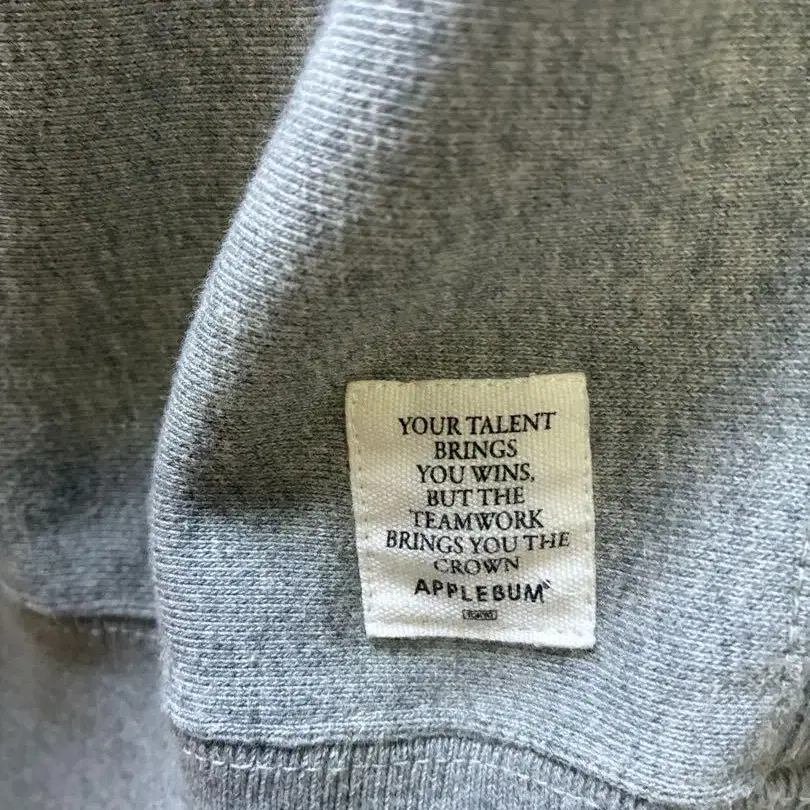 YOUR TALENT
BRINGS
YOU WINS,
BUT THE
TEAMWORK
BRINGS YOU THE
CROWN
APPLEBUM